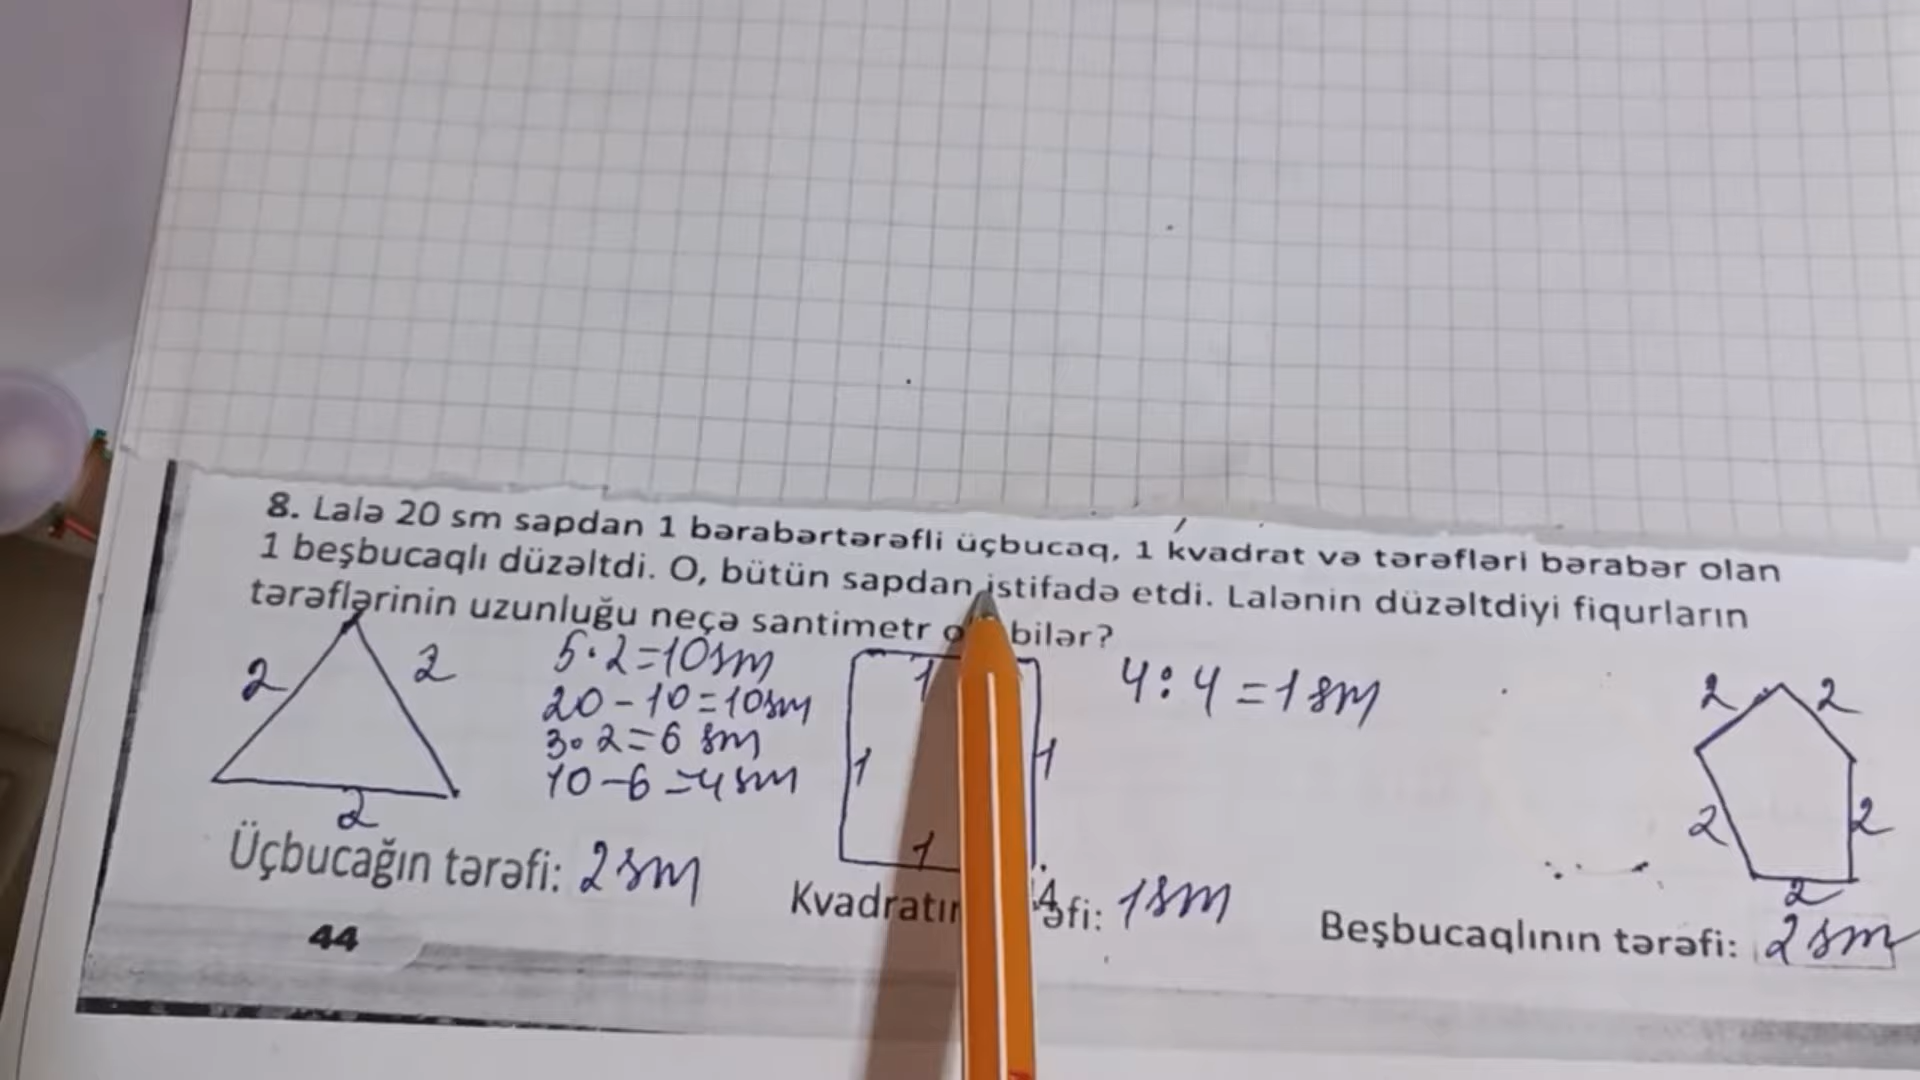 8. Lalə 20 sm sapdan 1 bərabərtərəfli üçbucaq, 1 kvadrat və tərəfləri bərabər olan
1 beşbucaqlı düzəltdi. O, bütün sapdan istifadə etdi. Lalənin düzəltdiyi fiqurların
tərəflərinin uzunluğu neçə santimetr o bilər?
2 2
2
5·2=10sm
20-10=10sm
3·2=6 sm
10-6=4sm
1
1 1
1
4:4=1sm
2 2
2 2
2
Üçbucağın tərəfi: 2sm
Kvadratın əfi: 1sm
Beşbucaqlının tərəfi: 2sm
44